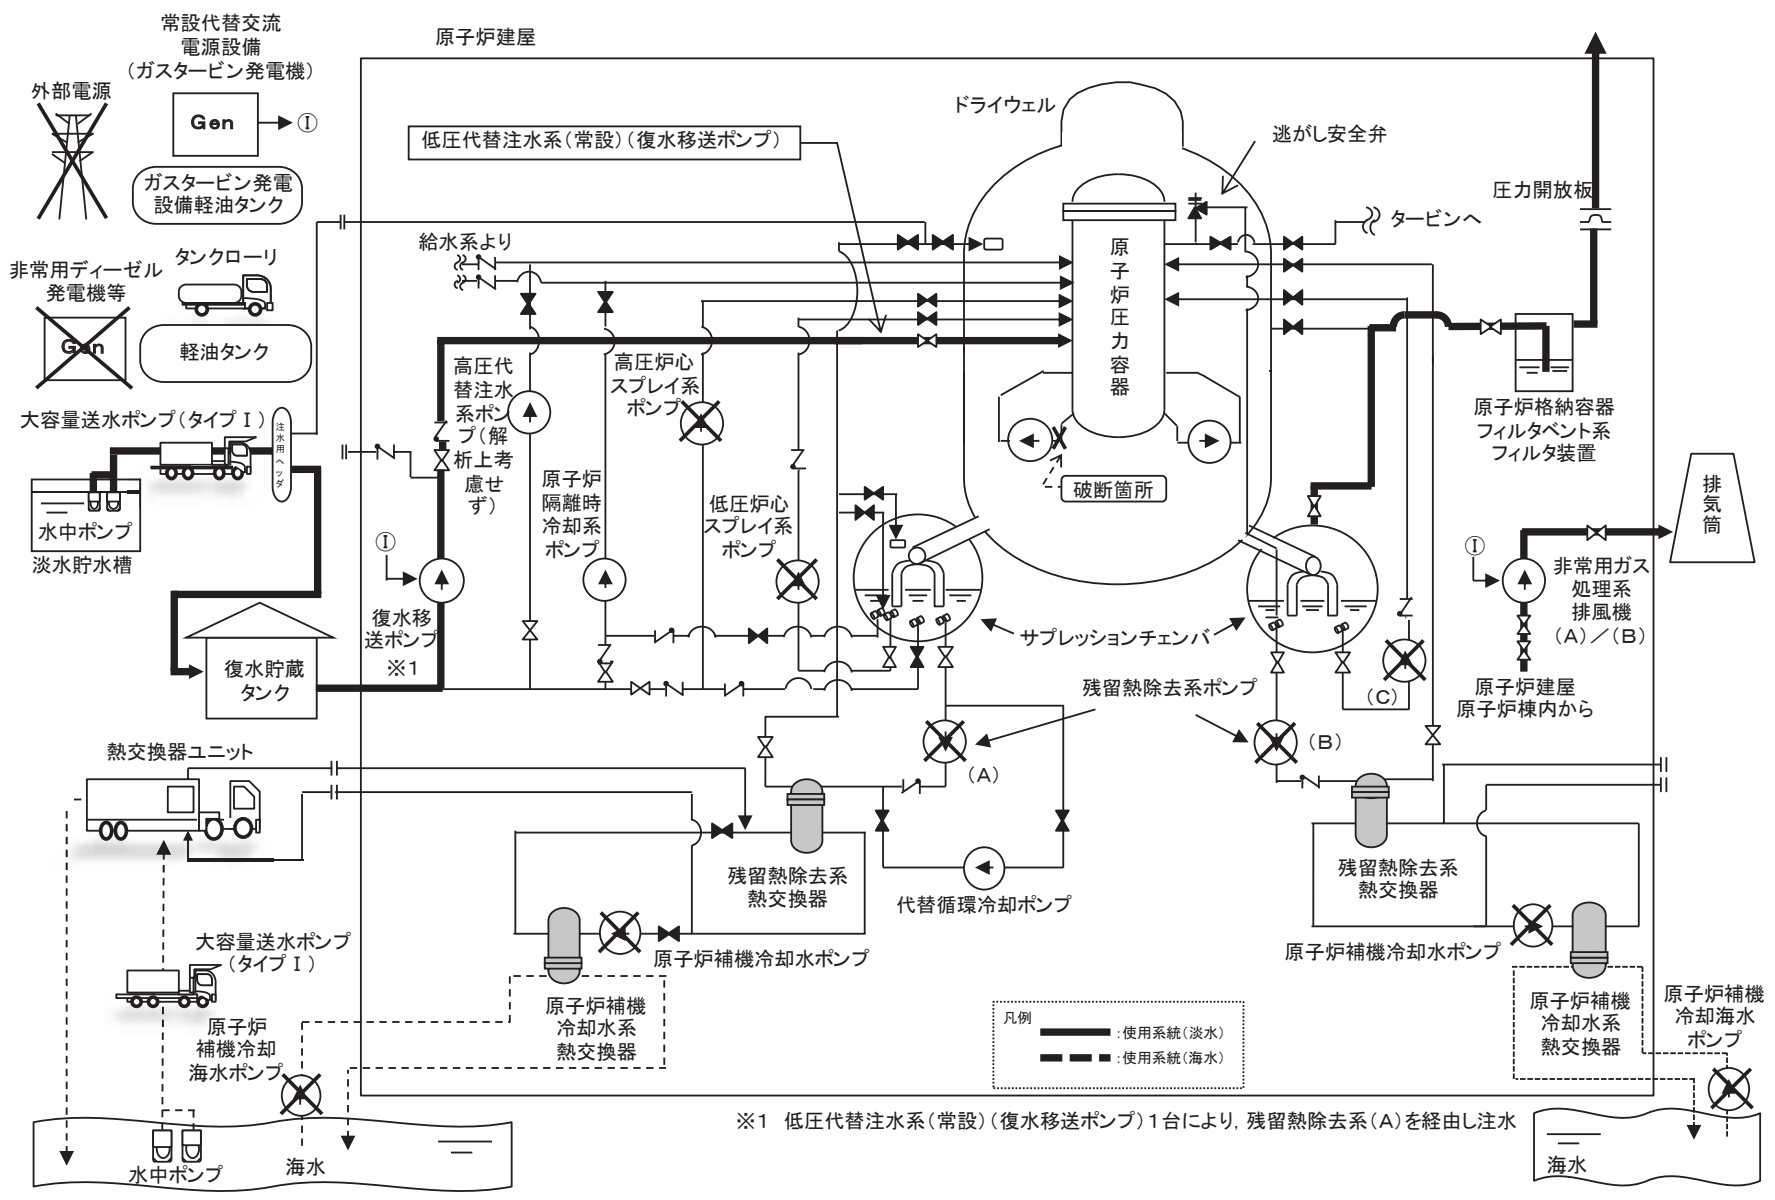 常設代替交流
電源設備
(ガスタービン発電機)
外部電源
Gen
Ⓘ
ガスタービン発電
設備軽油タンク
タンクローリ
非常用ディーゼル
発電機等
Gen
軽油タンク
大容量送水ポンプ(タイプⅠ)
注水用ヘッダ
水中ポンプ
淡水貯水槽
復水貯蔵
タンク
原子炉建屋
低圧代替注水系(常設)(復水移送ポンプ)
給水系より
高圧代
替注水
系ポン
プ(解
析上考
慮せ
ず)
Ⓘ
復水移
送ポンプ
※1
原子炉
隔離時
冷却系
ポンプ
高圧炉心
スプレイ系
ポンプ
低圧炉心
スプレイ系
ポンプ
ドライウェル
逃がし安全弁
原子炉圧力容器
タービンへ
破断箇所
サプレッションチェンバ
残留熱除去系ポンプ
(A)
(B)
(C)
圧力開放板
原子炉格納容器
フィルタベント系
フィルタ装置
排気筒
Ⓘ
非常用ガス
処理系
排風機
(A)/(B)
原子炉建屋
原子炉棟内から
熱交換器ユニット
残留熱除去系
熱交換器
代替循環冷却ポンプ
残留熱除去系
熱交換器
大容量送水ポンプ
(タイプⅠ)
原子炉補機冷却水ポンプ
原子炉補機
冷却水系
熱交換器
原子炉
補機冷却
海水ポンプ
水中ポンプ
海水
凡例
:使用系統(淡水)
:使用系統(海水)
原子炉補機冷却水ポンプ
原子炉補機
冷却水系
熱交換器
原子炉補機
冷却海水
ポンプ
海水
※1 低圧代替注水系(常設)(復水移送ポンプ)1台により,残留熱除去系(A)を経由し注水